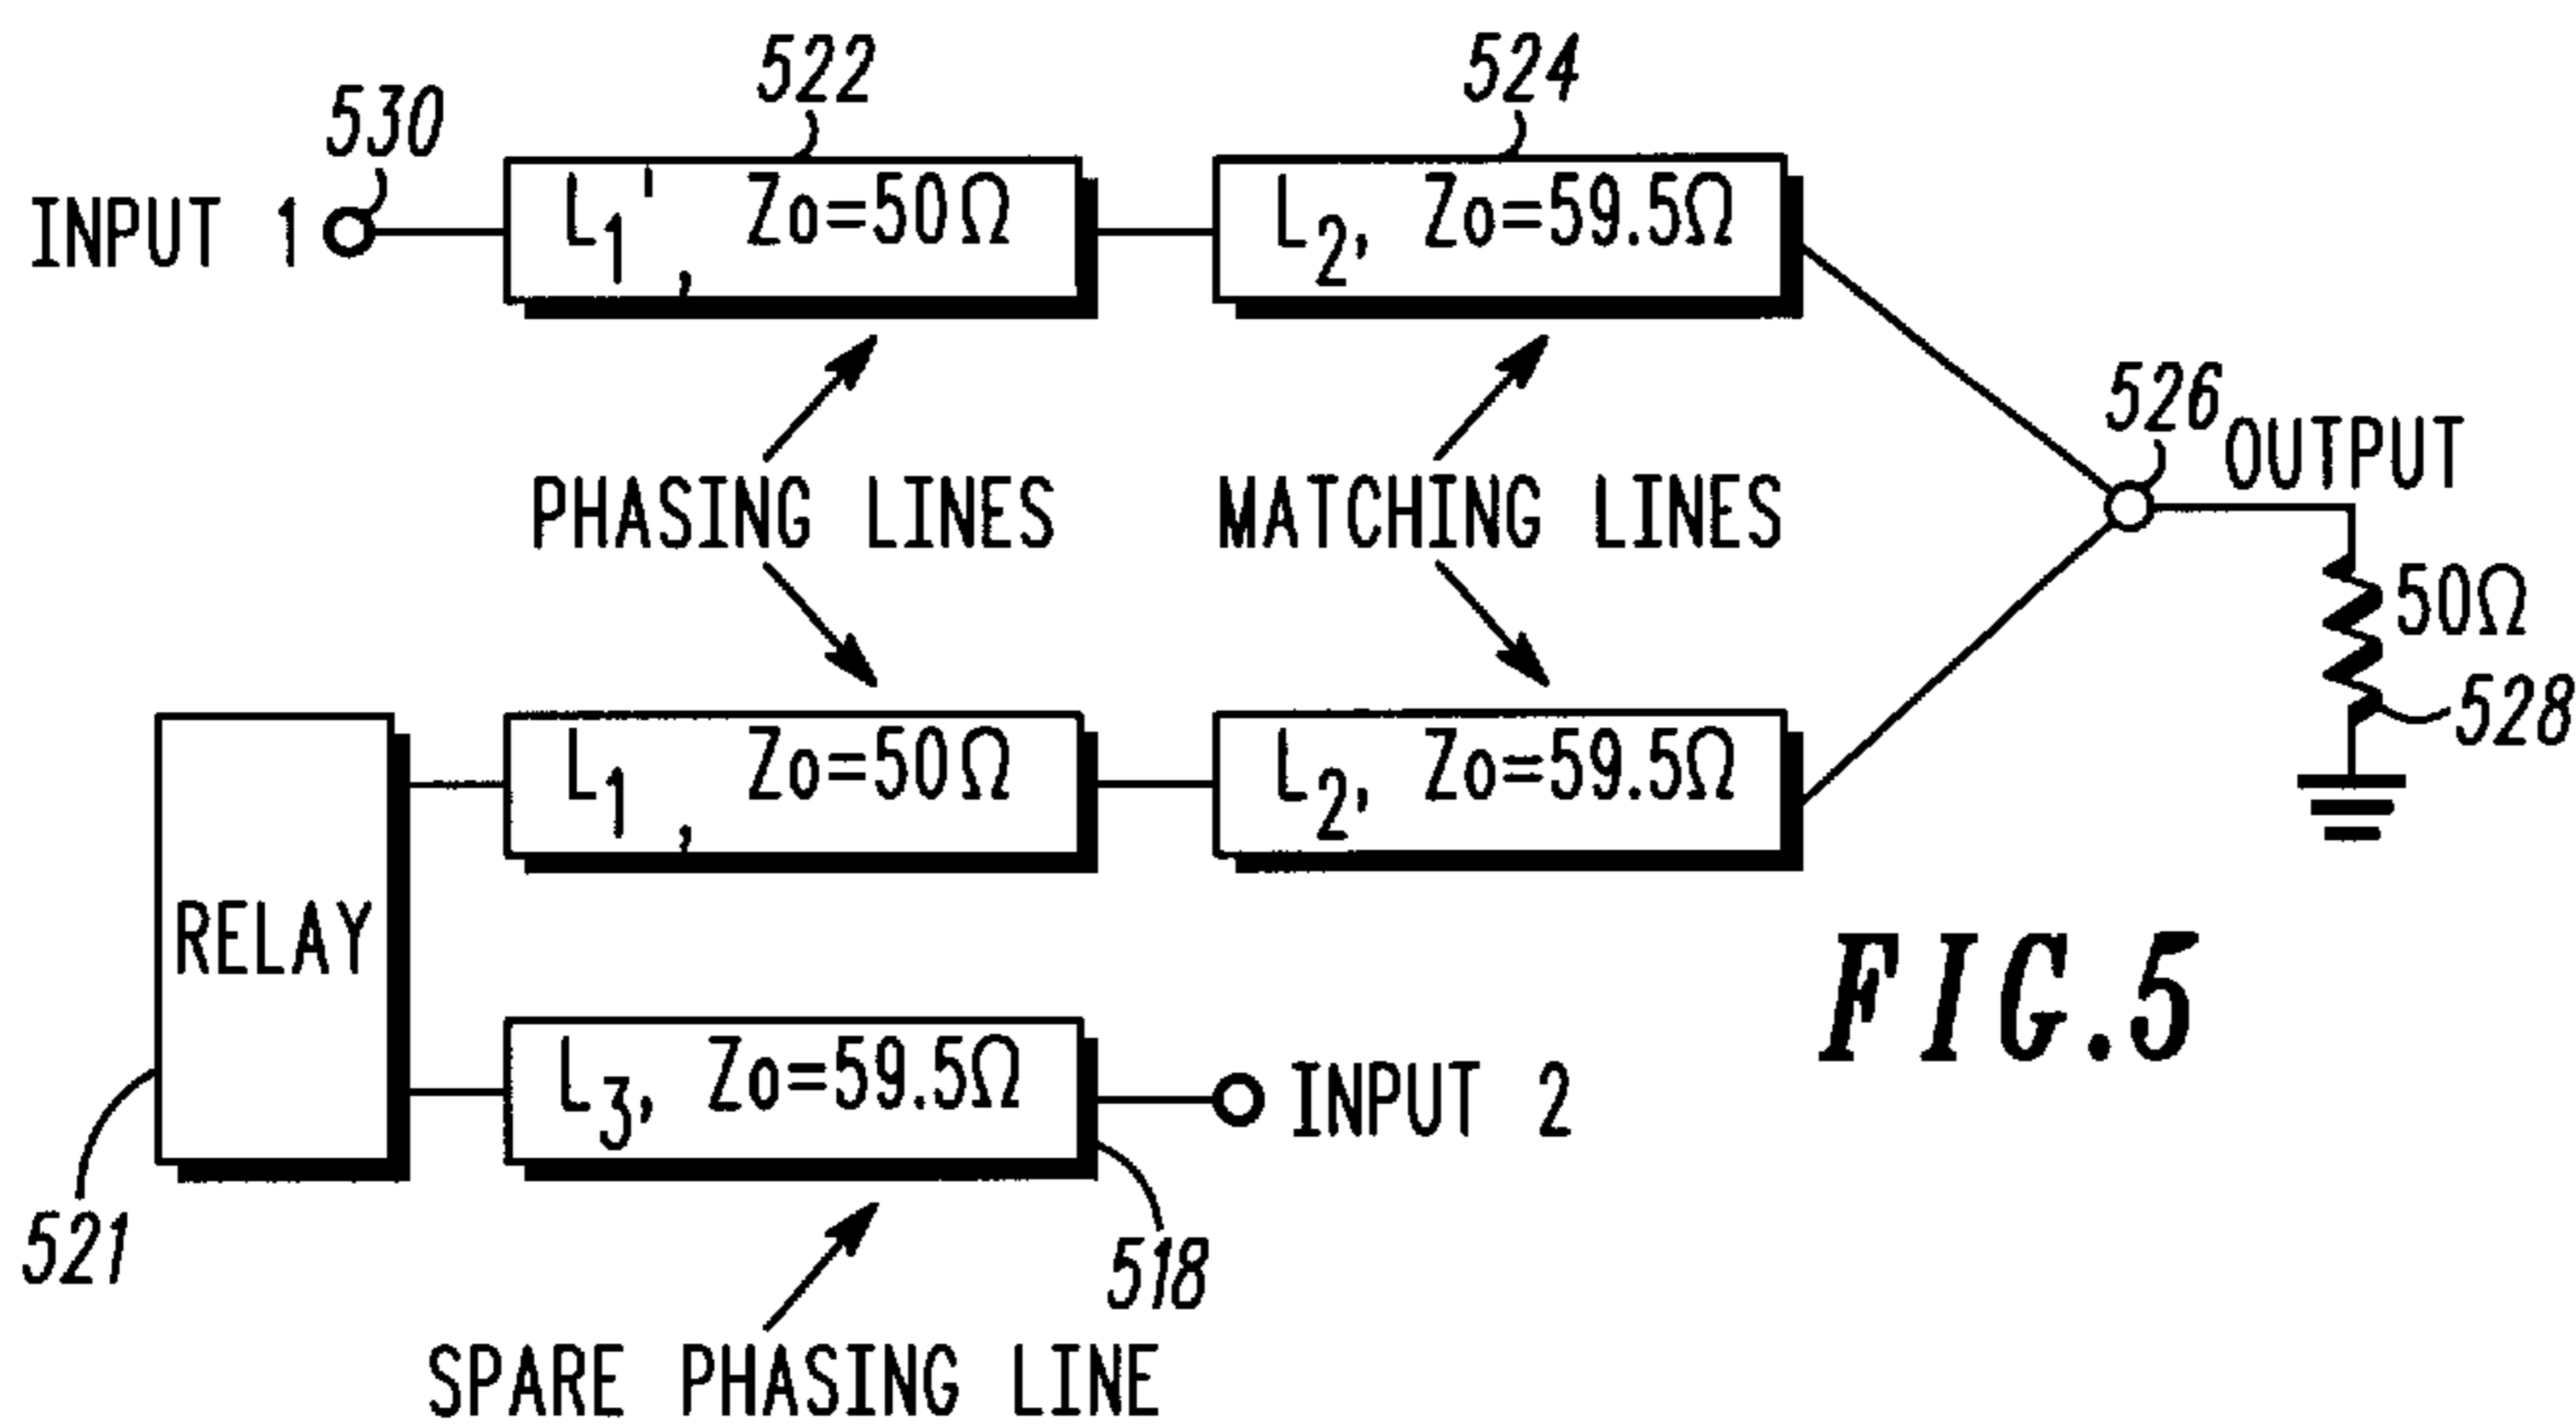 522
524
530
INPUT 1
L1', Zo=50Ω
L2, Zo=59.5Ω
526
OUTPUT
PHASING LINES
MATCHING LINES
50Ω
528
L1, Zo=50Ω
L2, Zo=59.5Ω
RELAY
FIG.5
L3, Zo=59.5Ω
INPUT 2
521
518
SPARE PHASING LINE